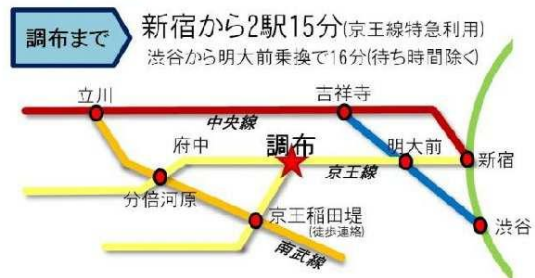 調布まで
新宿から2駅15分(京王線特急利用)
渋谷から明大前乗換で16分(待ち時間除く)
立川
吉祥寺
中央線
府中
調布
明大前
京王線
新宿
分倍河原
京王稲田堤
(徒歩連絡)
渋谷
南武線